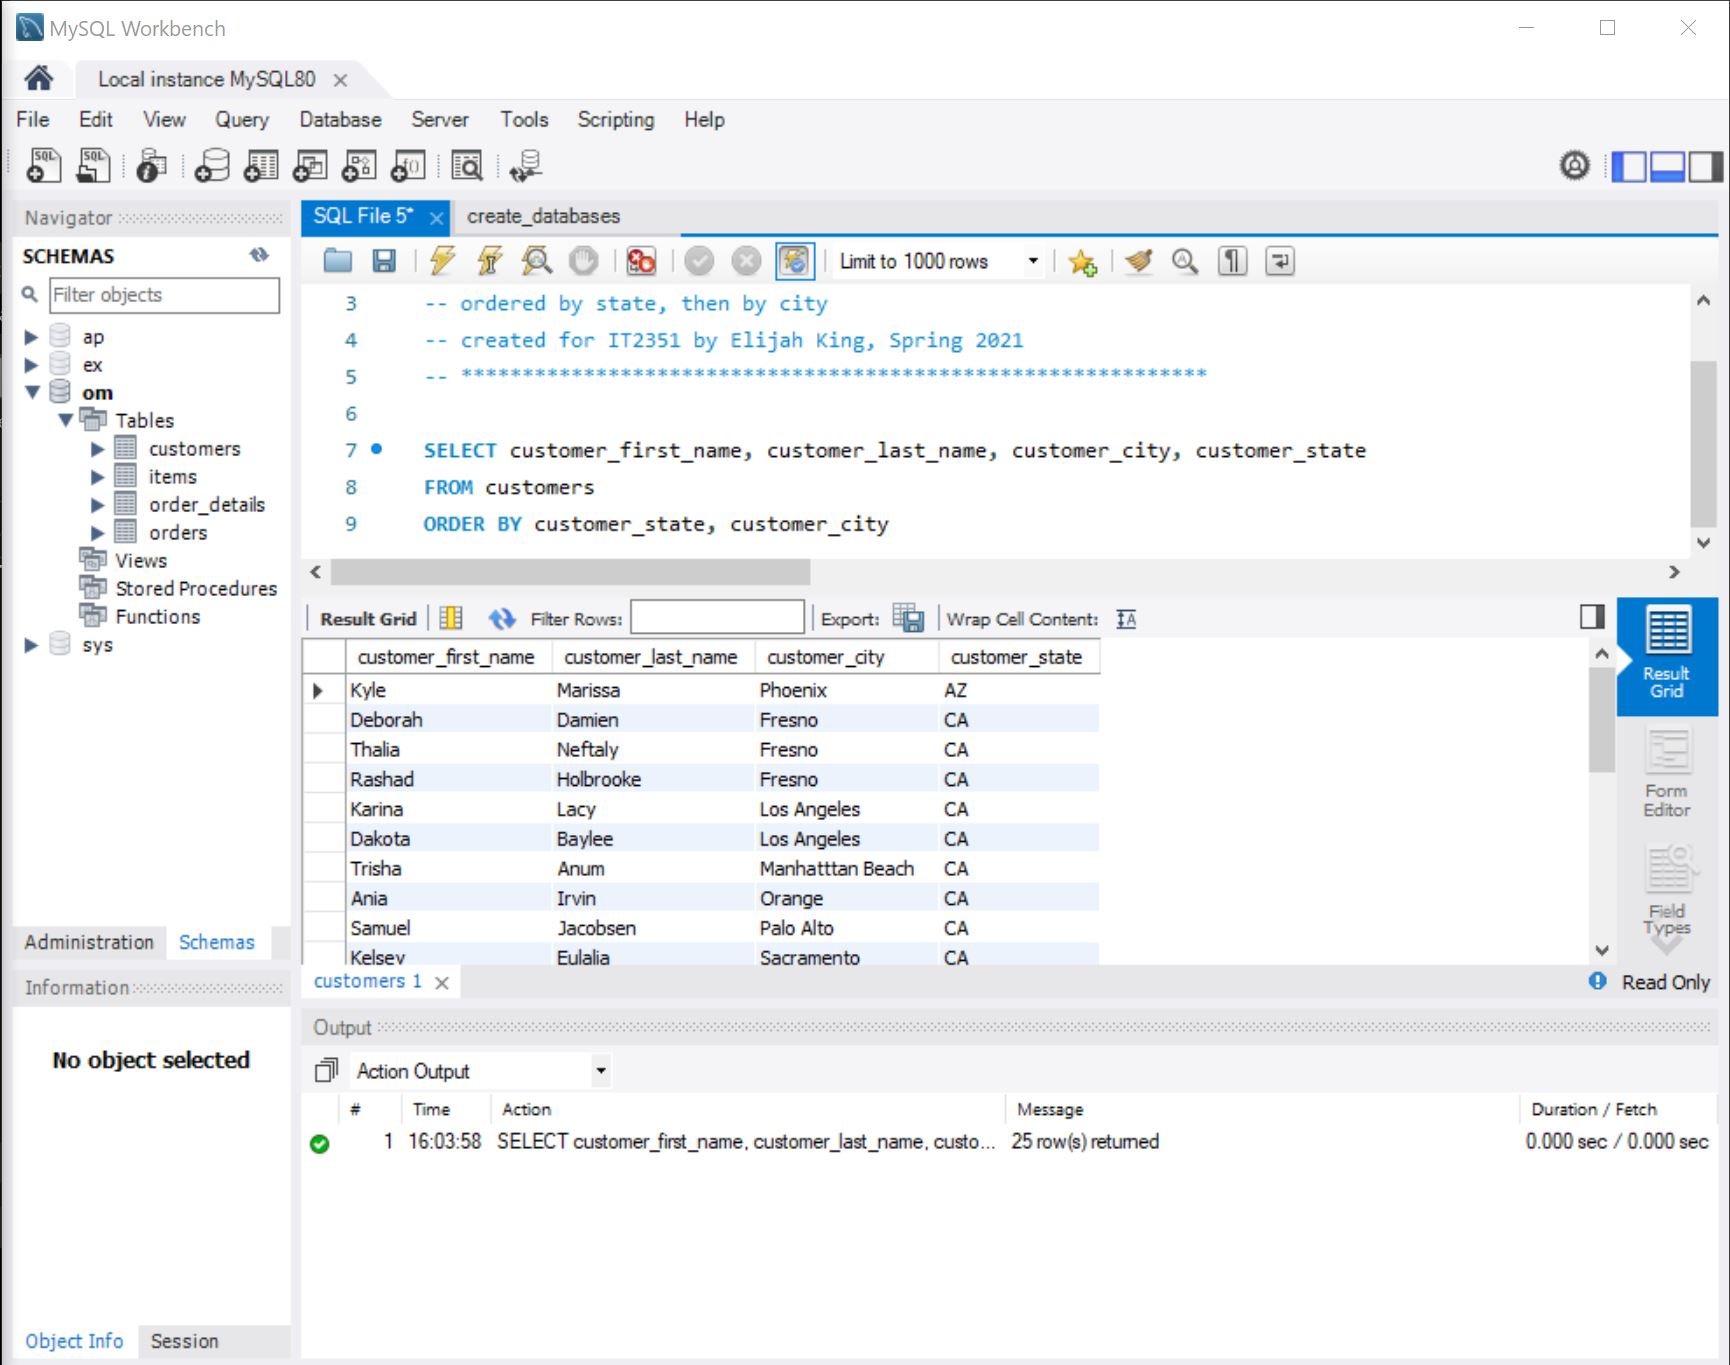 MySQL Workbench
Local instance MySQL80
File Edit View Query Database Server Tools Scripting Help
Navigator
SCHEMAS
Filter objects
ap
ex
om
Tables
customers
items
order_details
orders
Views
Stored Procedures
Functions
sys
Administration Schemas
Information
No object selected
Object Info Session
SQL File 5* create_databases
Limit to 1000 rows
3 -- ordered by state, then by city
4 -- created for IT2351 by Elijah King, Spring 2021
5 -- *************************************************************
6
7 SELECT customer_first_name, customer_last_name, customer_city, customer_state
8 FROM customers
9 ORDER BY customer_state, customer_city
Result Grid Filter Rows: Export: Wrap Cell Content:
customer_first_name customer_last_name customer_city customer_state
Kyle Marissa Phoenix AZ
Deborah Damien Fresno CA
Thalia Neftaly Fresno CA
Rashad Holbrooke Fresno CA
Karina Lacy Los Angeles CA
Dakota Baylee Los Angeles CA
Trisha Anum Manhatttan Beach CA
Ania Irvin Orange CA
Samuel Jacobsen Palo Alto CA
Kelsey Eulalia Sacramento CA
Result
Grid
Form
Editor
Field
Types
customers 1 Read Only
Output
Action Output
# Time Action Message Duration / Fetch
1 16:03:58 SELECT customer_first_name, customer_last_name, custo... 25 row(s) returned 0.000 sec / 0.000 sec